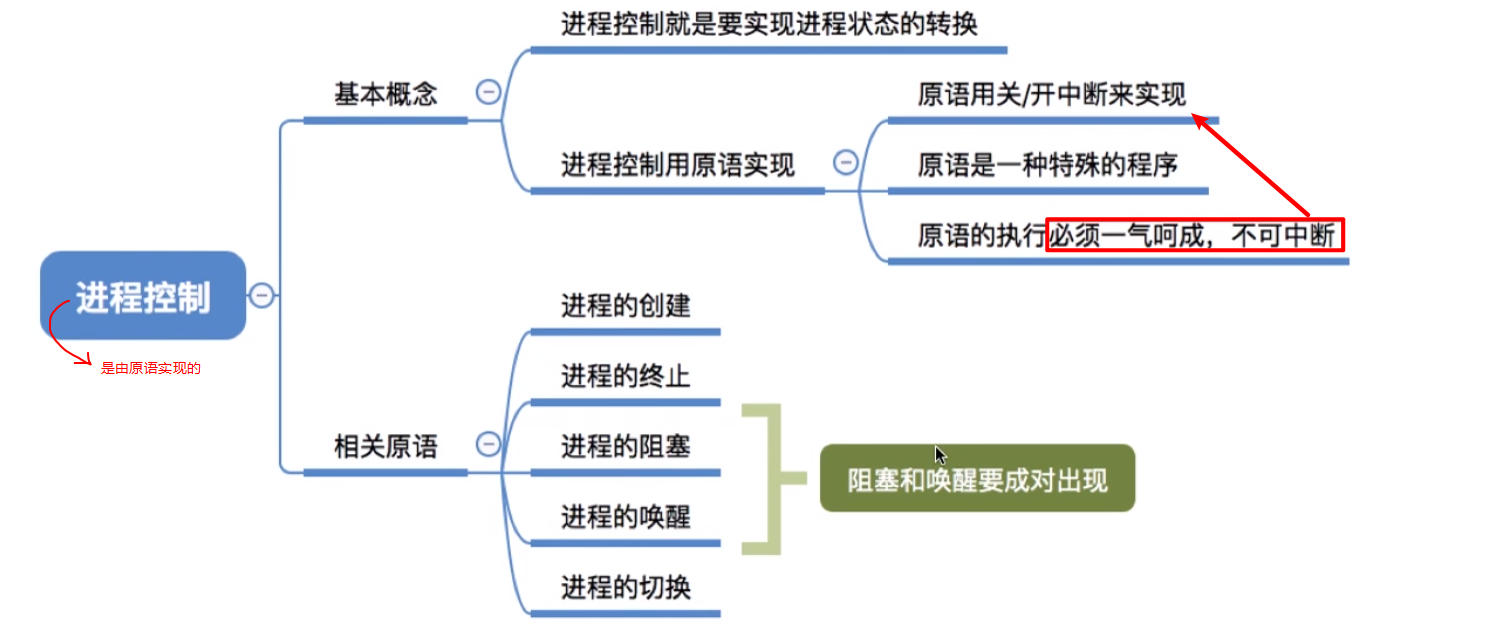 进程控制就是要实现进程状态的转换
基本概念
原语用关/开中断来实现
进程控制用原语实现
原语是一种特殊的程序
原语的执行必须一气呵成，不可中断
进程控制
是由原语实现的
进程的创建
进程的终止
相关原语
进程的阻塞
阻塞和唤醒要成对出现
进程的唤醒
进程的切换